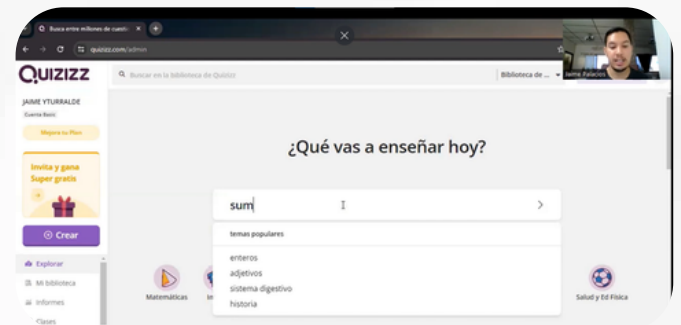 Busca entre millones de cuesti
quizizz.com/admin
QUIZIZZ
Buscar en la biblioteca de Quizizz
Biblioteca de ...
Jaime Palacios
JAIME YTURRALDE
Cuenta Basic
Mejora tu Plan
¿Qué vas a enseñar hoy?
Invita y gana
Super gratis
sum
temas populares
Crear
enteros
Explorar
adjetivos
Mi biblioteca
sistema digestivo
Informes
Matemáticas
historia
Salud y Ed Física
Clases